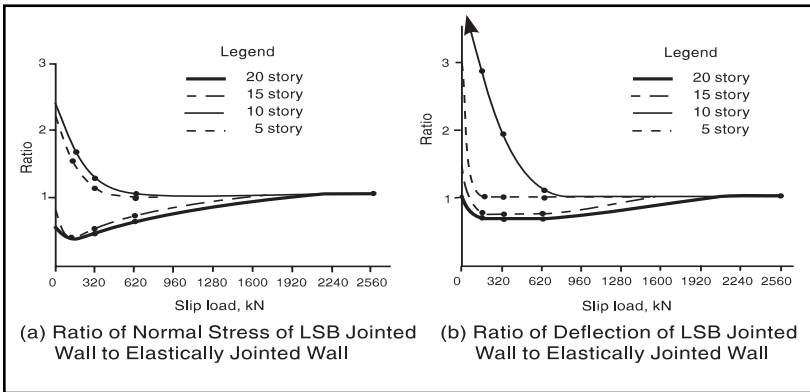 Legend
20 story
15 story
10 story
5 story
3
2
1
Ratio
0 320 620 960 1280 1600 1920 2240 2560
Slip load, kN
(a) Ratio of Normal Stress of LSB Jointed
Wall to Elastically Jointed Wall
Legend
20 story
15 story
10 story
5 story
3
2
1
Ratio
0 320 620 960 1280 1600 1920 2240 2560
Slip load, kN
(b) Ratio of Deflection of LSB Jointed
Wall to Elastically Jointed Wall